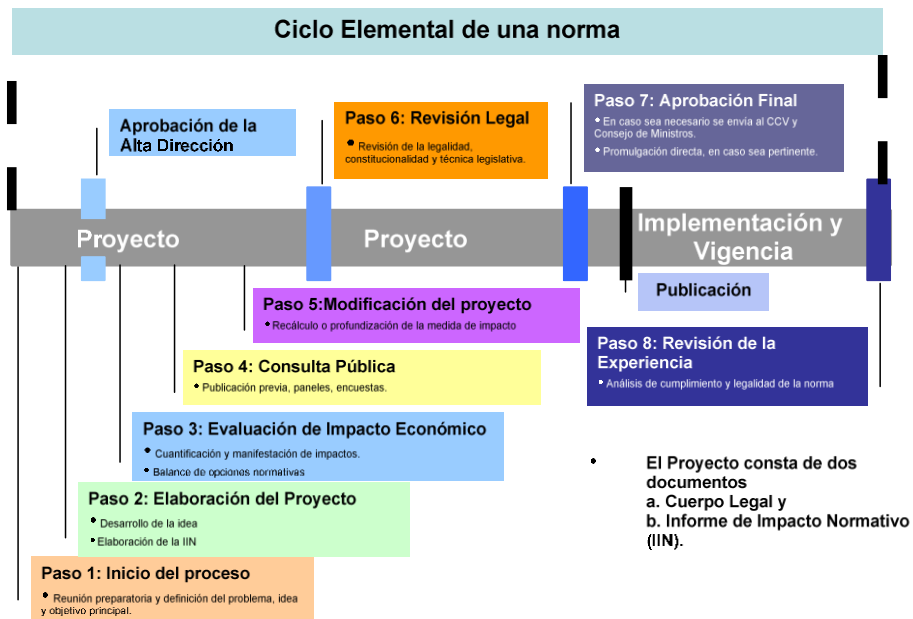 Ciclo Elemental de una norma
Aprobación de la
Alta Dirección
Paso 6: Revisión Legal
• Revisión de la legalidad,
constitucionalidad y técnica legislativa.
Paso 7: Aprobación Final
• En caso sea necesario se envía al CCV y
Consejo de Ministros.
• Promulgación directa, en caso sea pertinente.
Proyecto
Proyecto
Implementación y
Vigencia
Publicación
Paso 5:Modificación del proyecto
• Recálculo o profundización de la medida de impacto
Paso 8: Revisión de la
Experiencia
• Análisis de cumplimiento y legalidad de la norma
Paso 4: Consulta Pública
• Publicación previa, paneles, encuestas.
Paso 3: Evaluación de Impacto Económico
• Cuantificación y manifestación de impactos.
• Balance de opciones normativas
Paso 2: Elaboración del Proyecto
• Desarrollo de la idea
• Elaboración de la IIN
Paso 1: Inicio del proceso
• Reunión preparatoria y definición del problema, idea
y objetivo principal.
• El Proyecto consta de dos
documentos
a. Cuerpo Legal y
b. Informe de Impacto Normativo
(IIN).